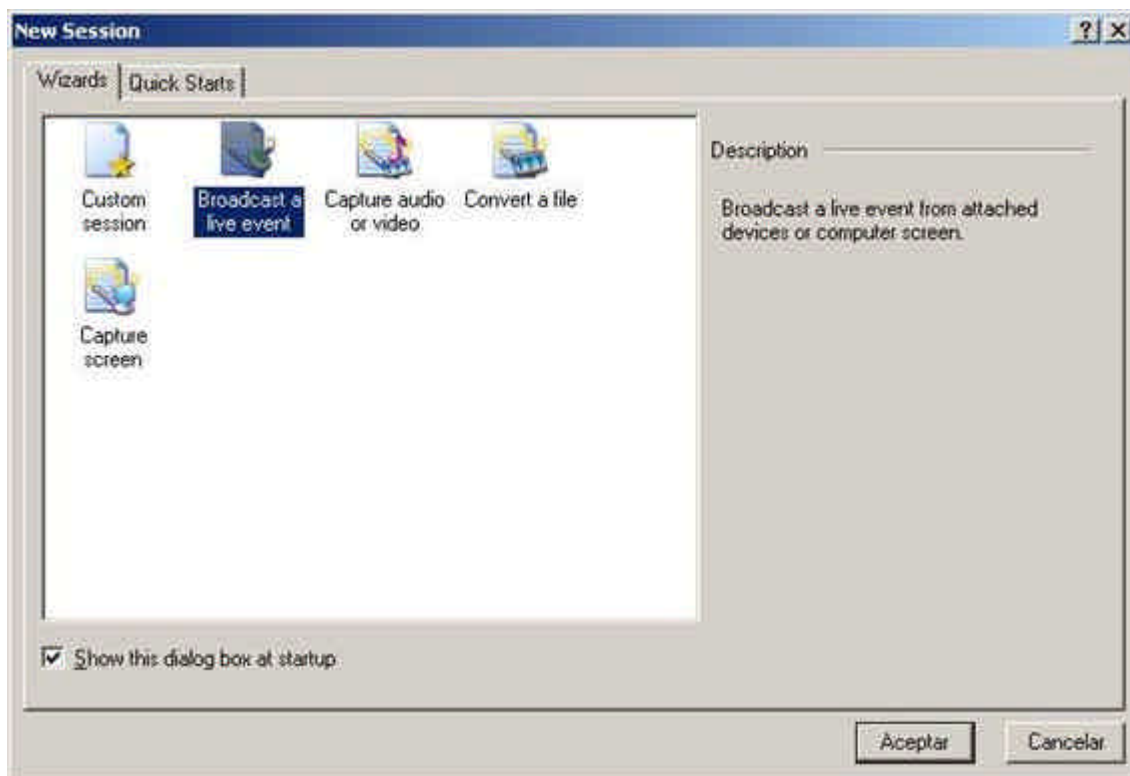 New Session
Wizards
Quick Starts
Custom
session
Broadcast a
live event
Capture audio
or video
Convert a file
Capture
screen
Description
Broadcast a live event from attached
devices or computer screen.
Show this dialog box at startup
Aceptar
Cancelar